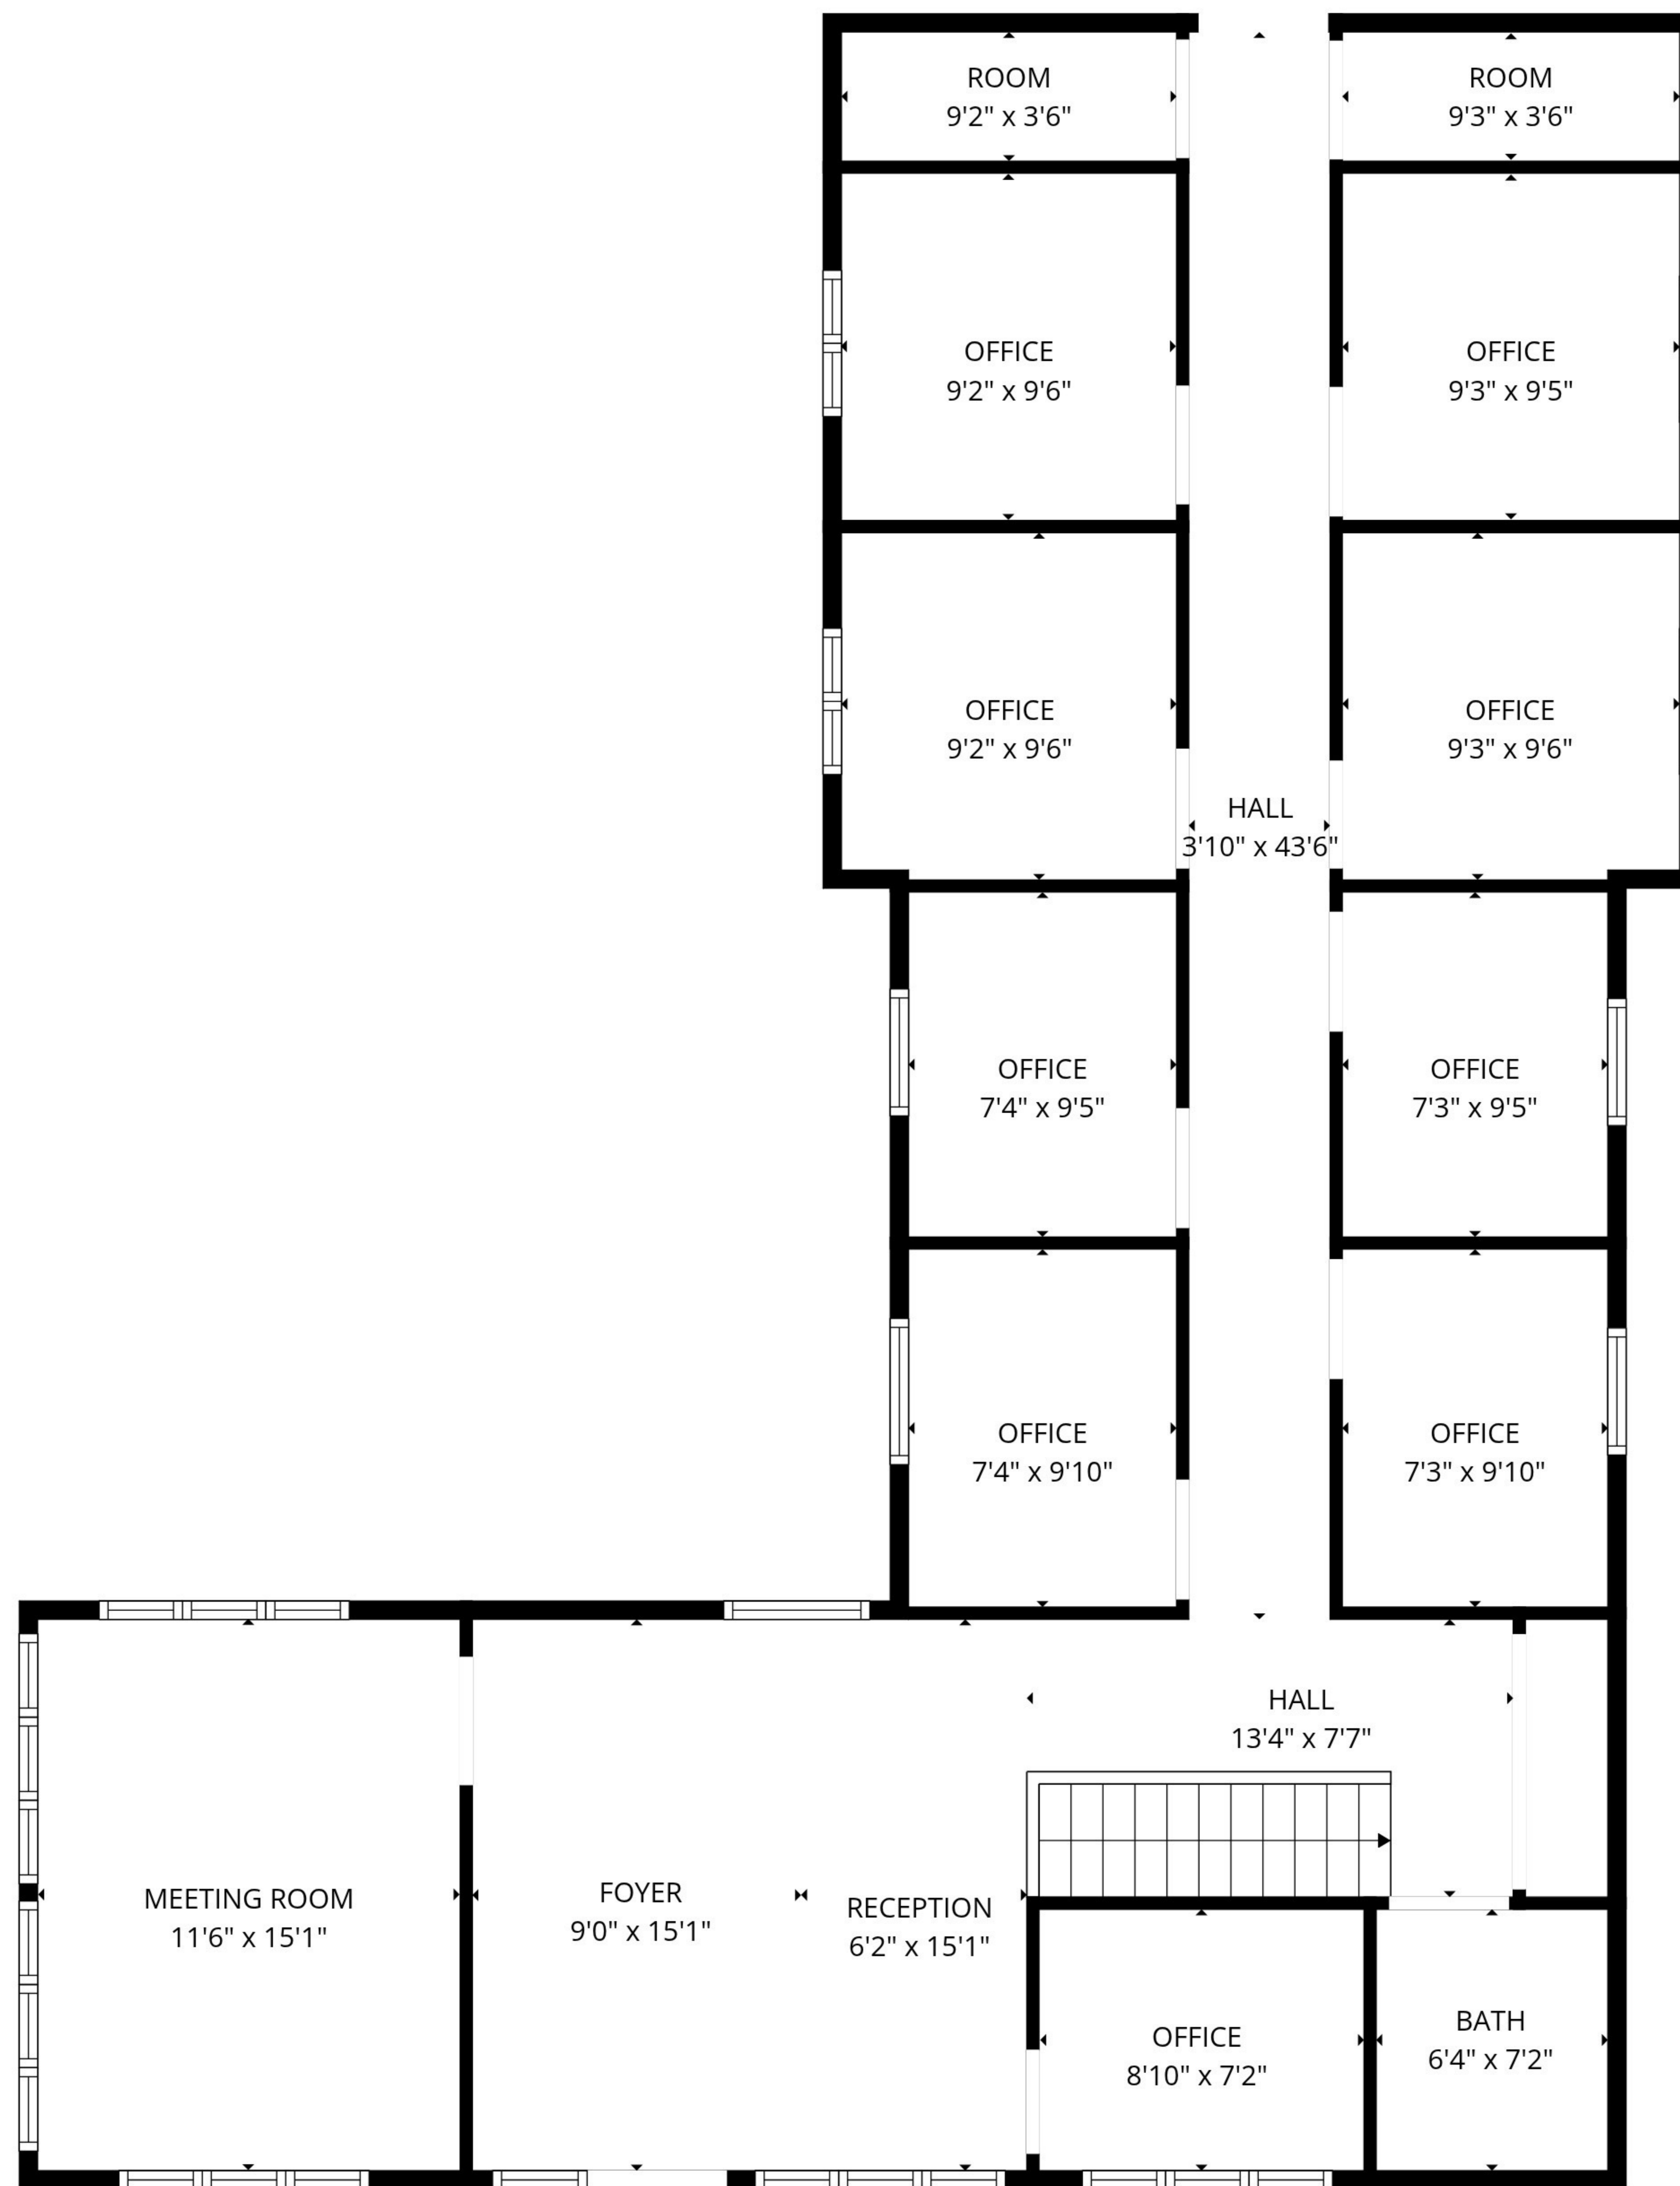 ROOM
9'2" x 3'6"
ROOM
9'3" x 3'6"
OFFICE
9'2" x 9'6"
OFFICE
9'3" x 9'5"
OFFICE
9'2" x 9'6"
OFFICE
9'3" x 9'6"
HALL
3'10" x 43'6"
OFFICE
7'4" x 9'5"
OFFICE
7'3" x 9'5"
OFFICE
7'4" x 9'10"
OFFICE
7'3" x 9'10"
HALL
13'4" x 7'7"
MEETING ROOM
11'6" x 15'1"
FOYER
9'0" x 15'1"
RECEPTION
6'2" x 15'1"
OFFICE
8'10" x 7'2"
BATH
6'4" x 7'2"